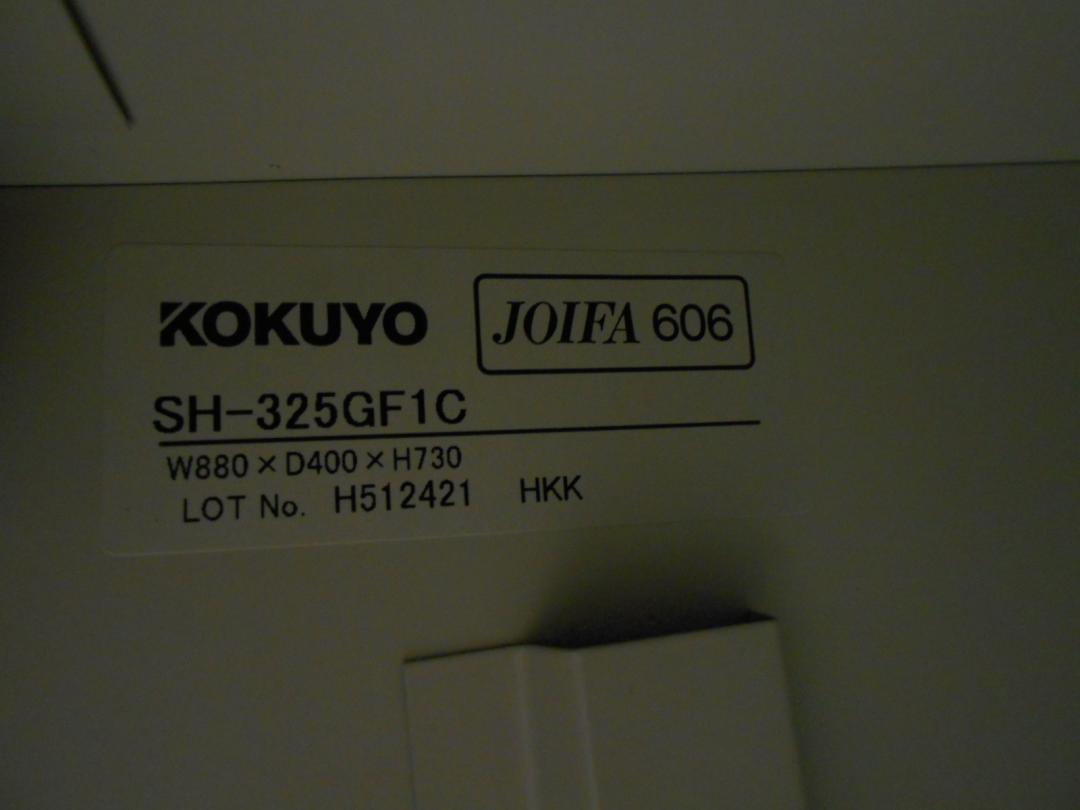 KOKUYO JOIFA 606
SH-325GF1C
W880×D400×H730
LOT No. H512421 HKK